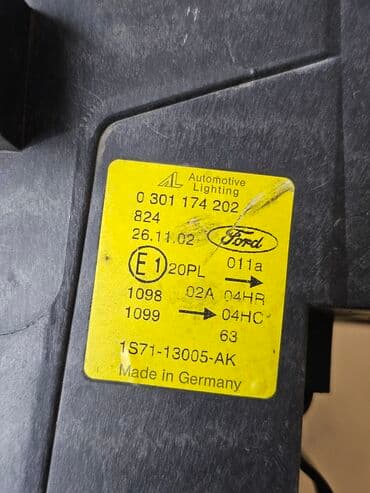 AL Automotive Lighting
0 301 174 202
824
26.11.02 Ford
E1 20PL 011a
1098 02A 04HR
1099 04HC
63
1S71-13005-AK
Made in Germany